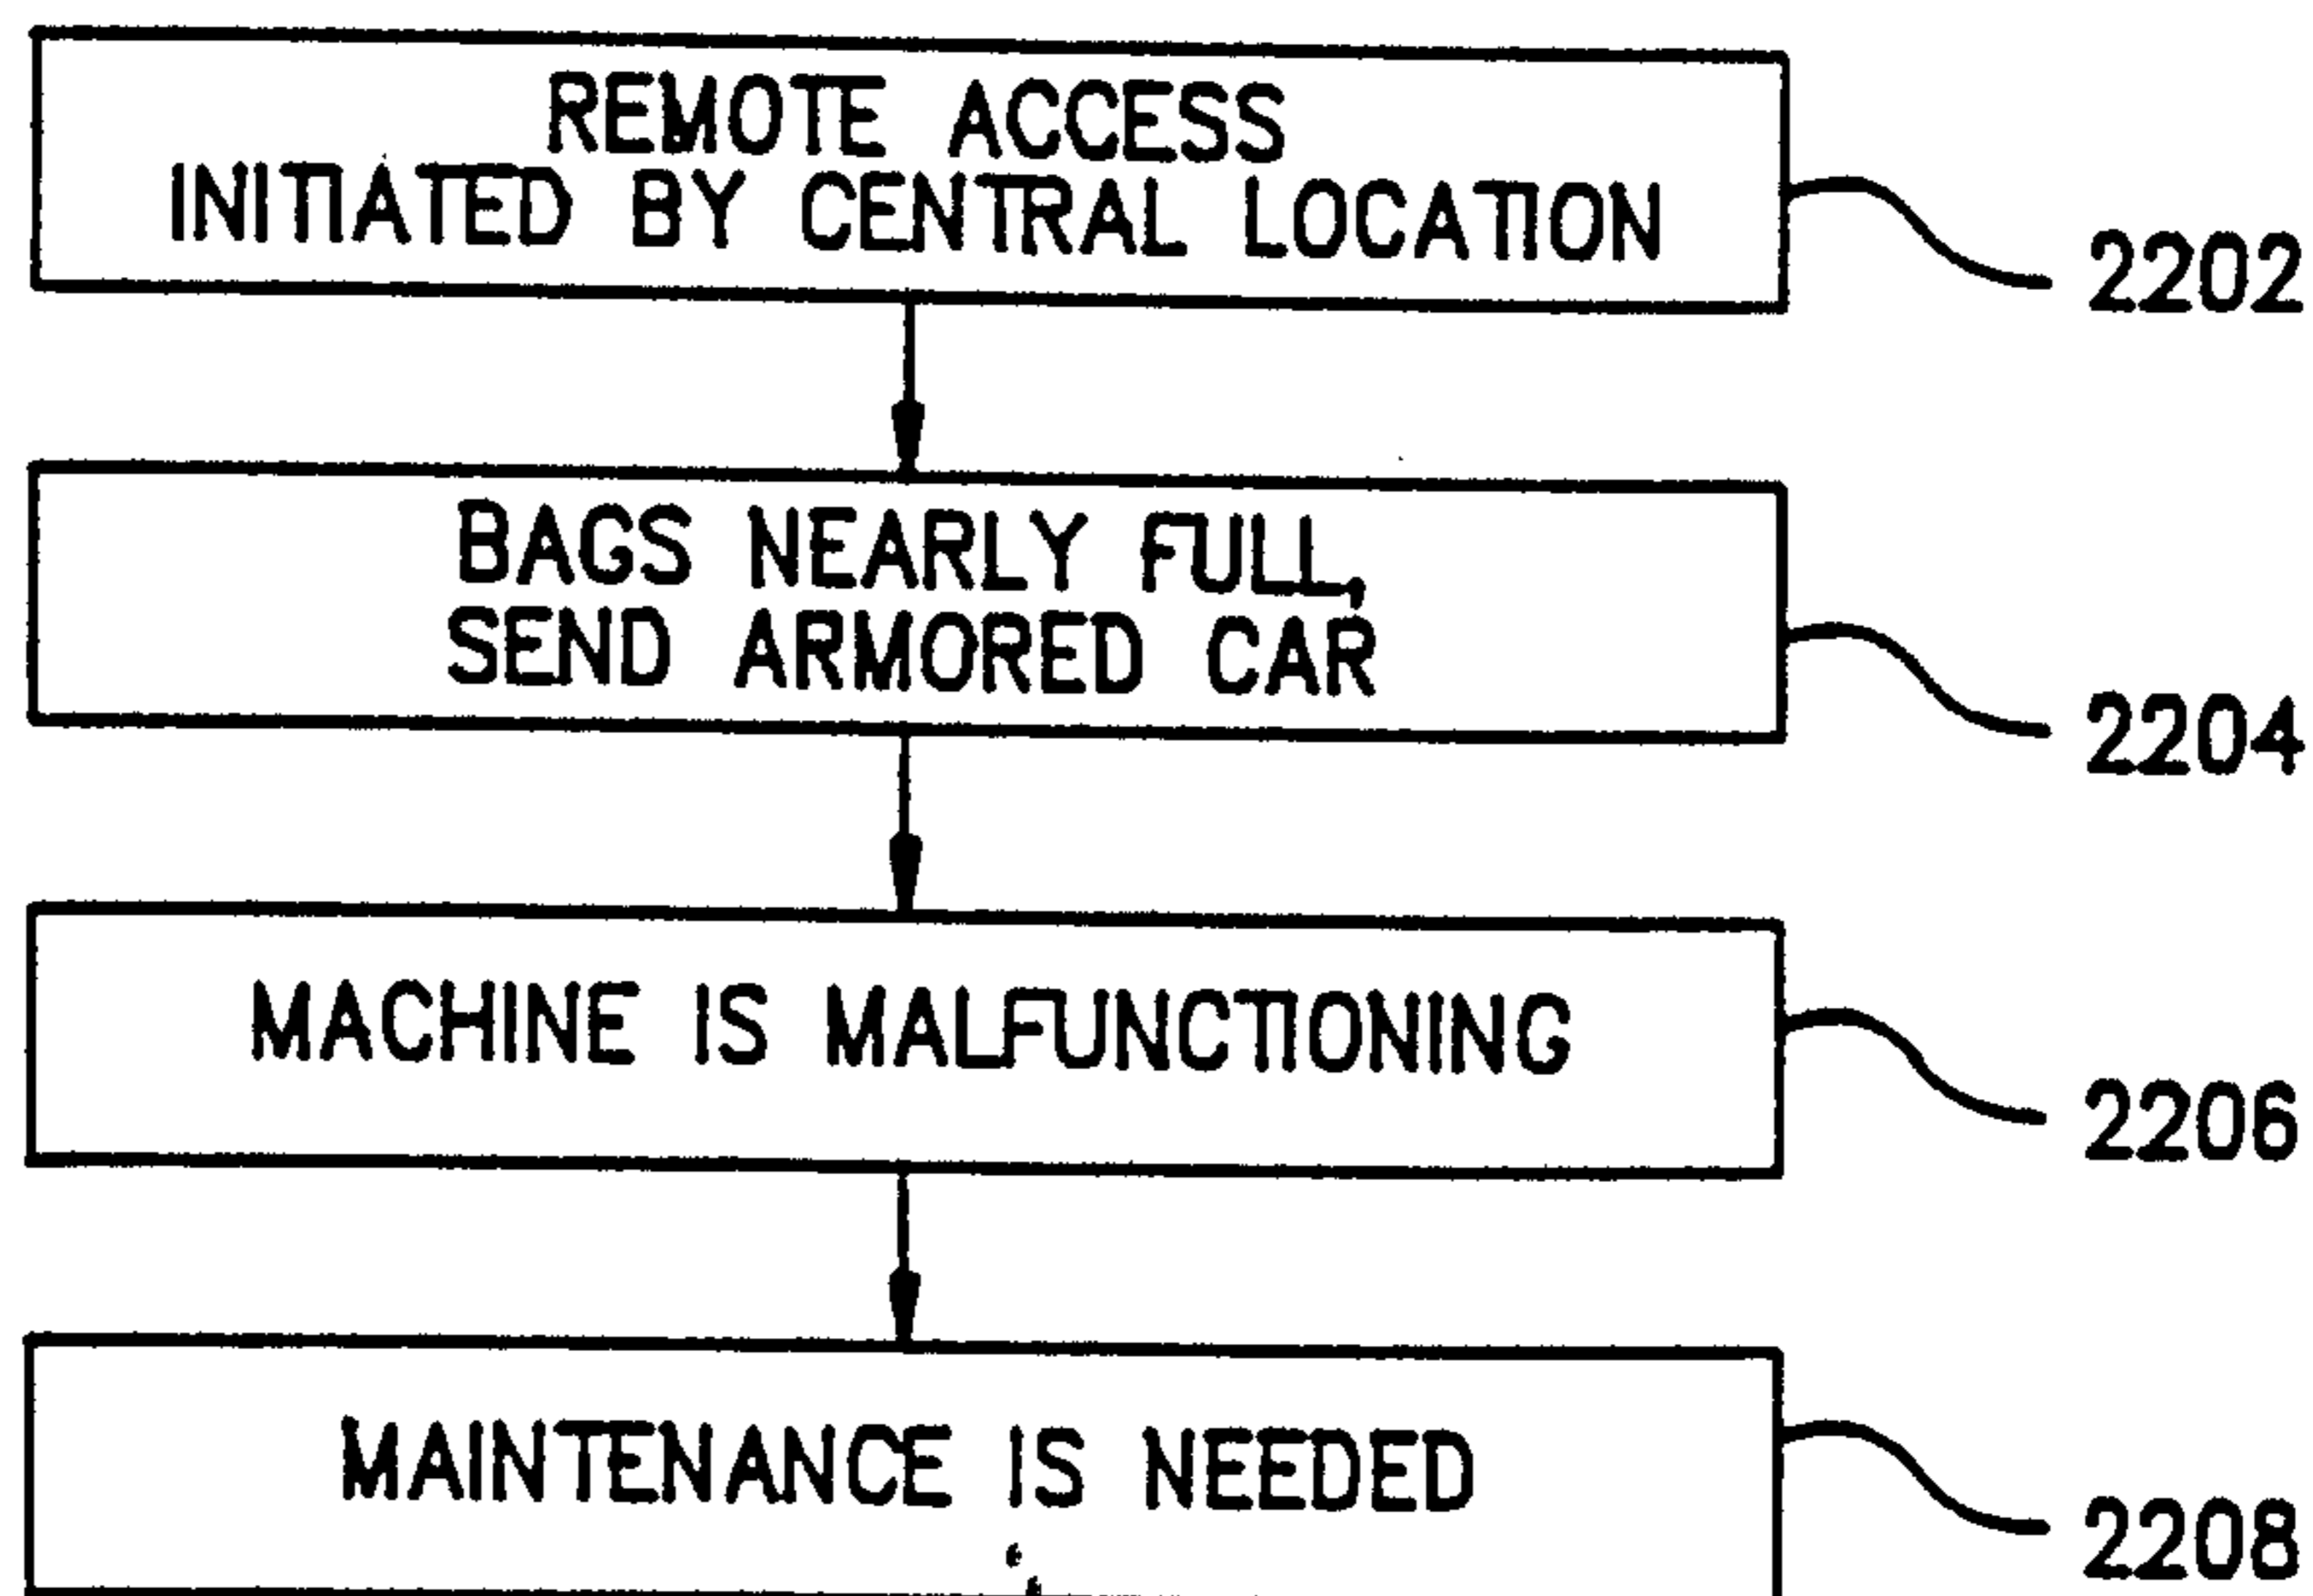 REMOTE ACCESS
INITIATED BY CENTRAL LOCATION
2202
BAGS NEARLY FULL,
SEND ARMORED CAR
2204
MACHINE IS MALFUNCTIONING
2206
MAINTENANCE IS NEEDED
2208